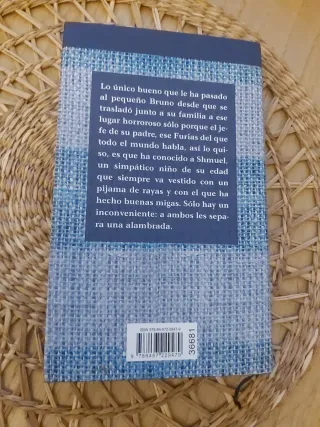 Lo único bueno que le ha pasado
al pequeño Bruno desde que se
trasladó junto a su familia a ese
lugar horroroso sólo porque el je-
fe de su padre, ese Furias del que
todo el mundo habla, así lo qui-
so, es que ha conocido a Shmuel,
un simpático niño de su edad
que siempre va vestido con un
pijama de rayas y con el que ha
hecho buenas migas. Sólo hay un
inconveniente: a ambos les sepa-
ra una alambrada.
ISBN
36681